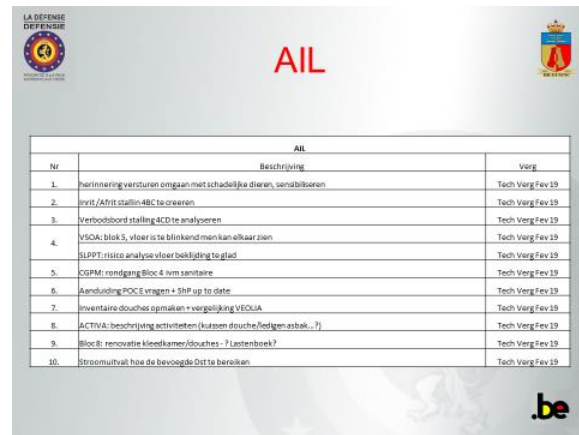 LA DEFENSE
DEFENSIE
AIL
AIL
Nr Beschrijving Verg
1. herinnering versturen omgaan met schadelijke dieren, sensibiliseren Tech Verg Fev 19
2. Inrit /Afrit stallin 4BC te creeren Tech Verg Fev 19
3. Verbodsbord stalling 4CD te analyseren Tech Verg Fev 19
4. VSOA: blok 5, vloer is te blinkend men kan elkaar zien Tech Verg Fev 19
SLPPT: risico analyse vloer beklijding te glad Tech Verg Fev 19
5. CGPM: rondgang Bloc 4 ivm sanitaire Tech Verg Fev 19
6. Aanduiding POC E vragen + ShP up to date Tech Verg Fev 19
7. Inventaire douches opmaken + vergelijking VEOLIA Tech Verg Fev 19
8. ACTIVA: beschrijving activiteiten (kuissen douche/ledigen asbak...?) Tech Verg Fev 19
9. Bloc 8: renovatie kleedkamer/douches - ? Lastenboek? Tech Verg Fev 19
10. Stroomuitval: hoe de bevoegde Dst te bereiken Tech Verg Fev 19
.be